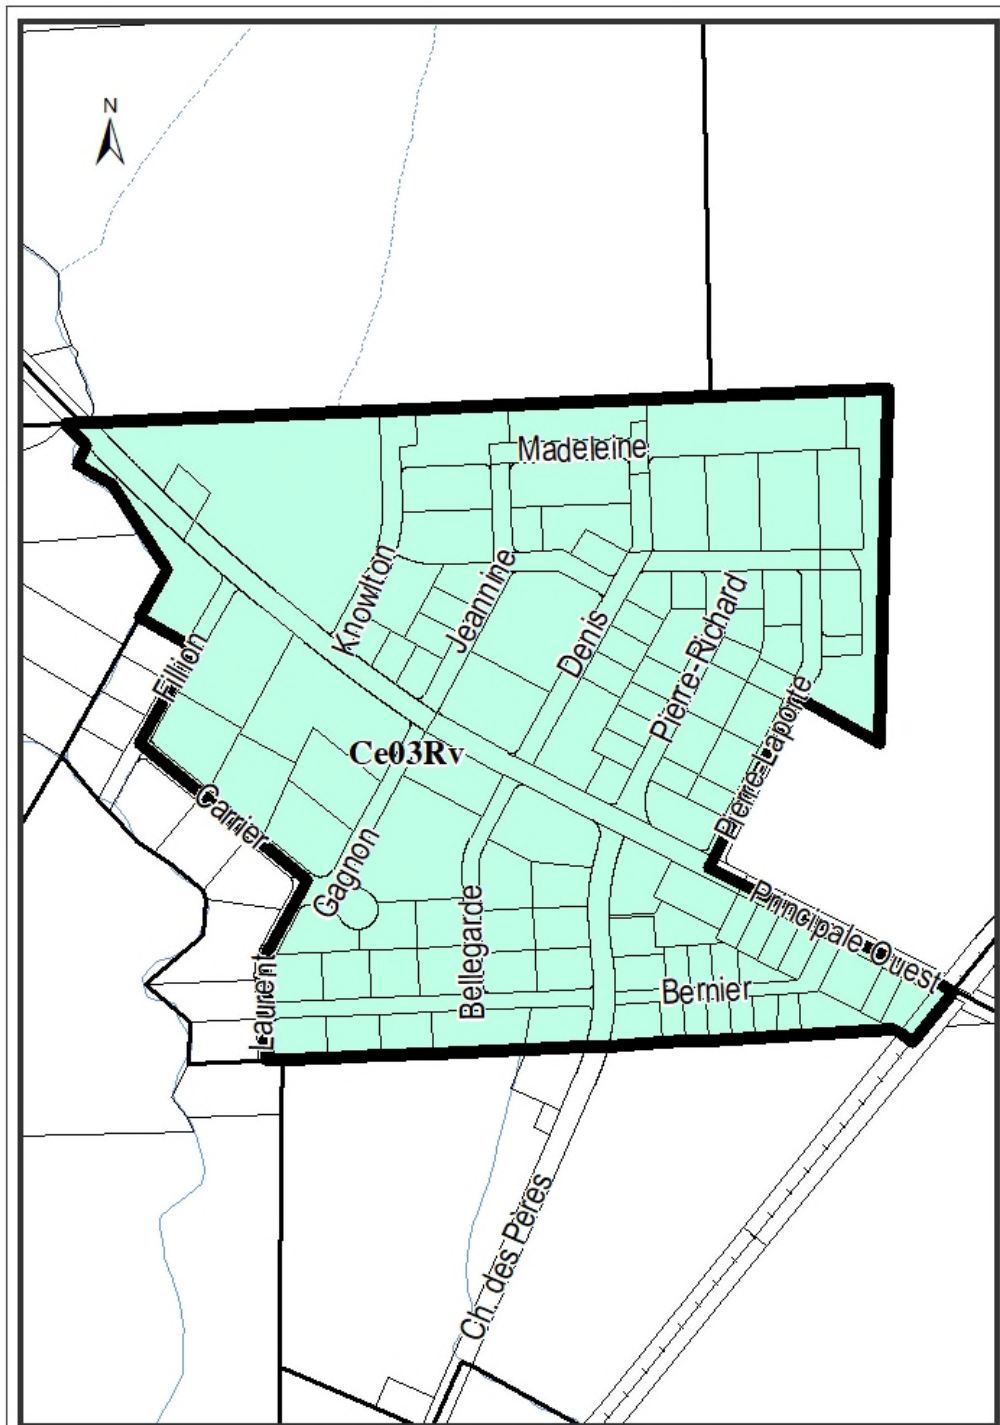 N
Madeleine
Knowlton
Jeannine
Denis
Pierre-Richard
Fillion
Pierre-Laporte
Ce03Rv
Carrier
Gagnon
Bellegarde
Principale Ouest
Laurent
Bernier
Ch. des Pères